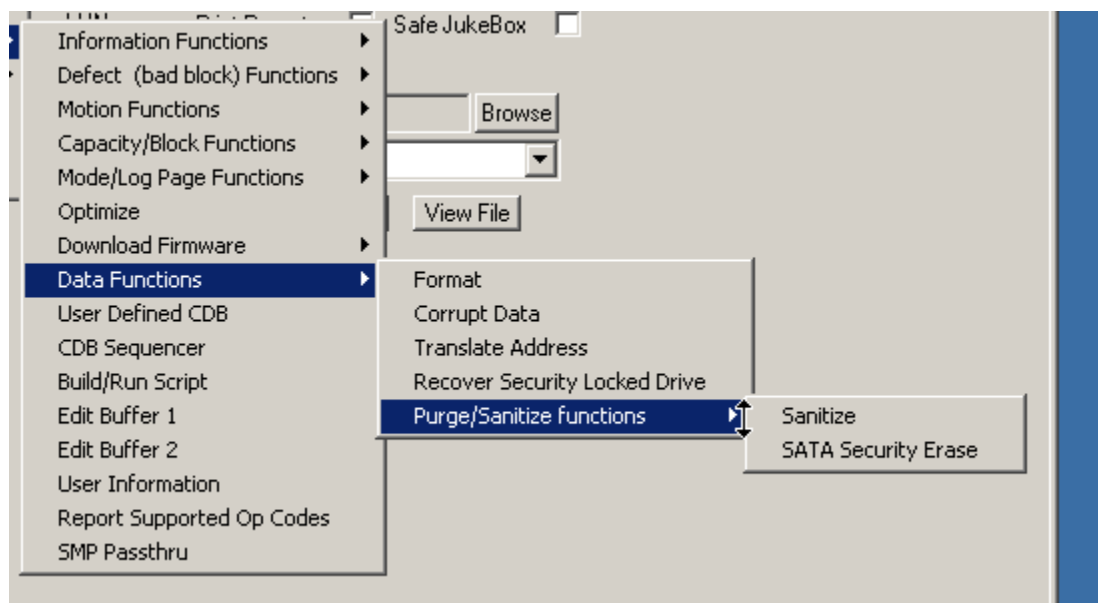 Safe JukeBox
Information Functions
Defect (bad block) Functions
Motion Functions
Browse
Capacity/Block Functions
Mode/Log Page Functions
Optimize
View File
Download Firmware
Data Functions
Format
User Defined CDB
Corrupt Data
CDB Sequencer
Translate Address
Build/Run Script
Recover Security Locked Drive
Edit Buffer 1
Purge/Sanitize functions
Sanitize
Edit Buffer 2
SATA Security Erase
User Information
Report Supported Op Codes
SMP Passthru